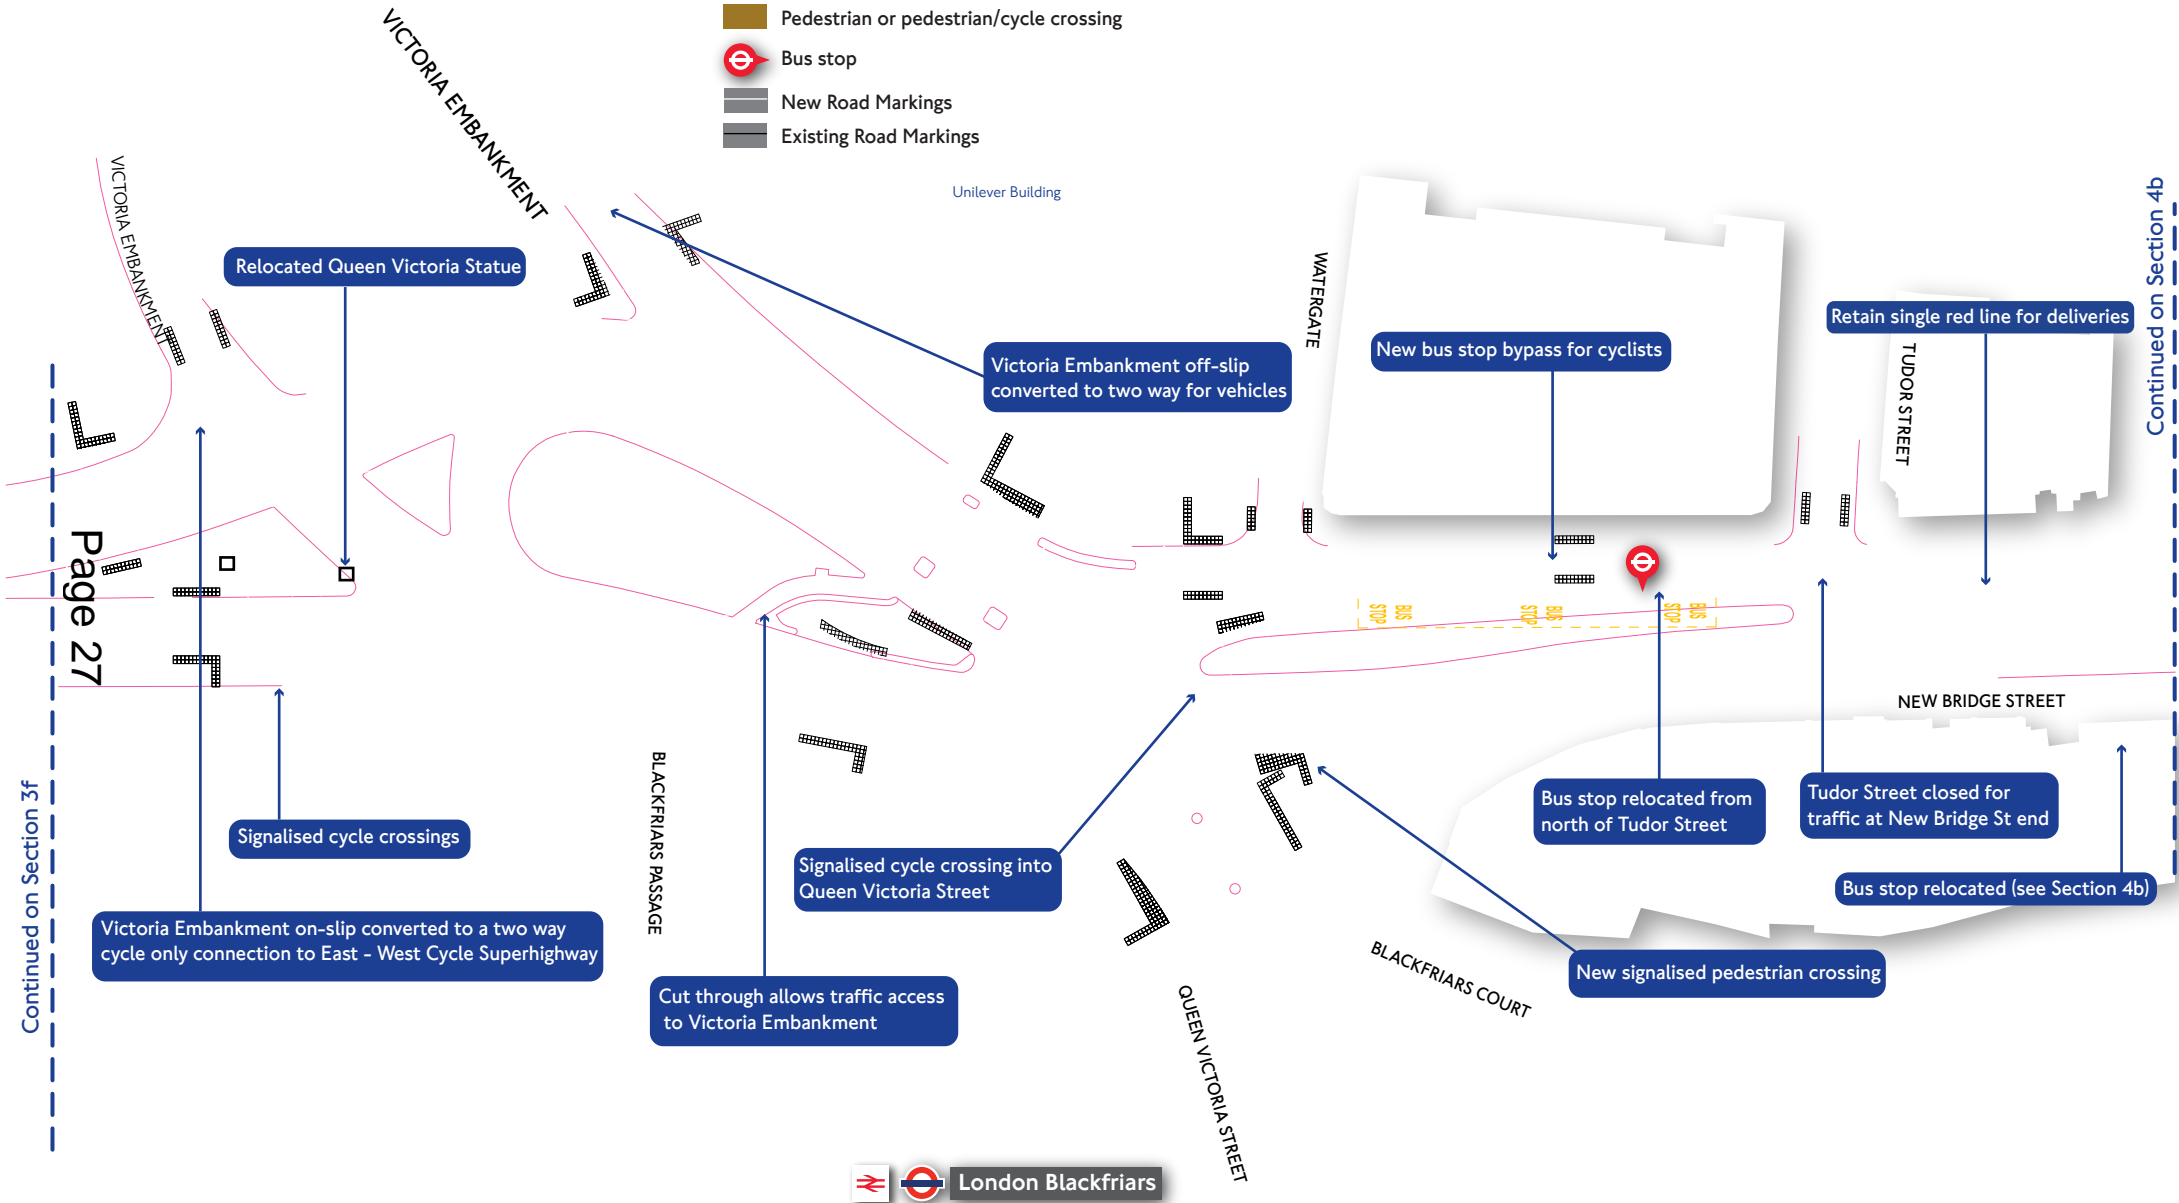 Pedestrian or pedestrian/cycle crossing
Bus stop
New Road Markings
Existing Road Markings
VICTORIA EMBANKMENT
VICTORIA EMBANKMENT
Unilever Building
Relocated Queen Victoria Statue
Victoria Embankment off-slip
converted to two way for vehicles
WATERGATE
New bus stop bypass for cyclists
Retain single red line for deliveries
TUDOR STREET
Continued on Section 4b
Page 27
BUS
STOP
BUS
STOP
BUS
STOP
NEW BRIDGE STREET
Continued on Section 3f
Signalised cycle crossings
BLACKFRIARS PASSAGE
Signalised cycle crossing into
Queen Victoria Street
Bus stop relocated from
north of Tudor Street
Tudor Street closed for
traffic at New Bridge St end
Bus stop relocated (see Section 4b)
Victoria Embankment on-slip converted to a two way
cycle only connection to East - West Cycle Superhighway
Cut through allows traffic access
to Victoria Embankment
BLACKFRIARS COURT
New signalised pedestrian crossing
QUEEN VICTORIA STREET
London Blackfriars